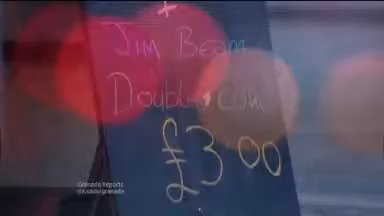 +
Jim Beam
Double & Coke
£3.00
Granada Reports
itv.com/granada